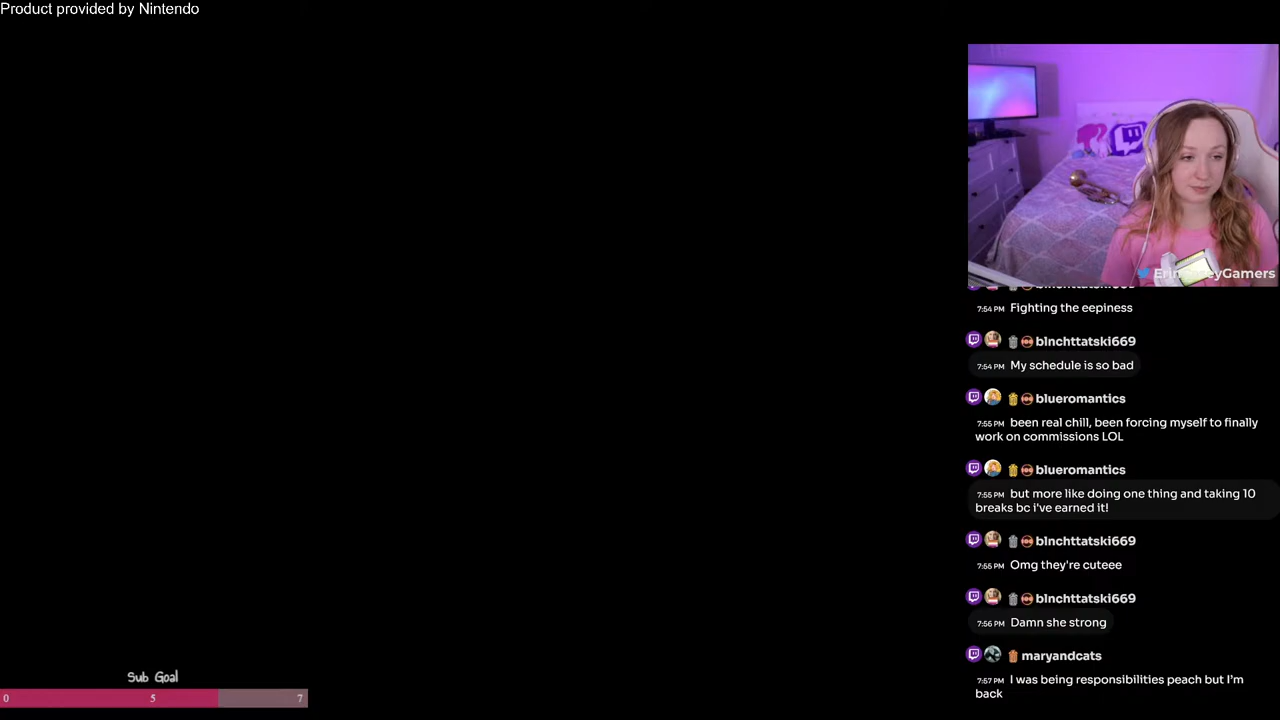 Product provided by Nintendo
7:54 PM Fighting the eepiness
blnchttatski669
7:54 PM My schedule is so bad
blueromantics
7:55 PM been real chill, been forcing myself to finally
work on commissions LOL
blueromantics
7:55 PM but more like doing one thing and taking 10
breaks bc i've earned it!
blnchttatski669
7:55 PM Omg they're cuteee
blnchttatski669
7:56 PM Damn she strong
maryandcats
7:57 PM I was being responsibilities peach but I'm
back
Sub Goal
0 5 7